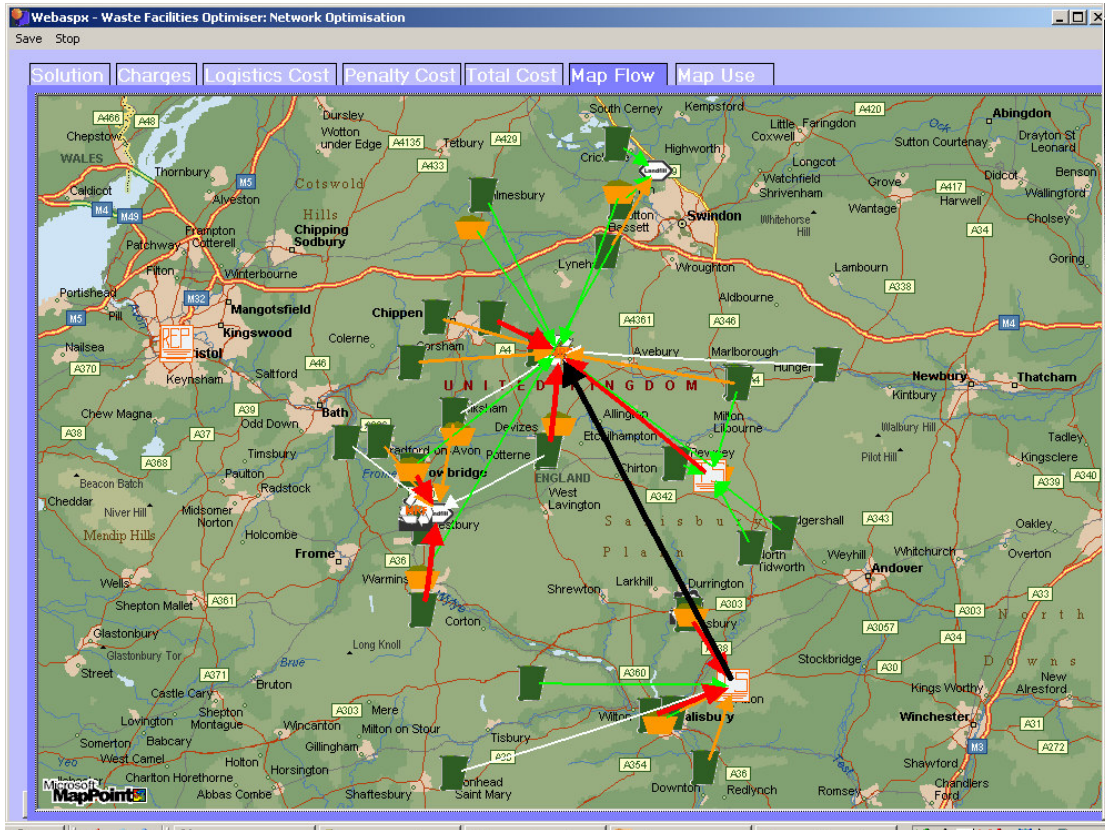 Webaspx - Waste Facilities Optimiser: Network Optimisation
Save Stop
Solution Charges Logistics Cost Penalty Cost Total Cost Map Flow Map Use
A466 A48
Chepstow
WALES
Thornbury
Caldicot
M4 M49
M5
Alveston
Dursley
Wotton
under Edge
A4135
Tetbury
A429
A433
Cotswold
Hills
Chipping
Sodbury
Frampton
Cotterell
Patchway
Filton
Winterbourne
Portishead
Pill
M5
M32
Mangotsfield
Kingswood
Nailsea
A370
Keynsham
Saltford
Colerne
A46
Bath
South Cerney
Kempsford
A420
Little Faringdon
Coxwell
Highworth
Longcot
Watchfield
Shrivenham
Swindon
Bassett
Whitehorse
Hill
Wroughton
Ock
Abingdon
Drayton St
Leonard
Sutton Courtenay
Grove
A417
Harwell
Didcot
Benson
Wallingford
Wantage
Cholsey
A34
Goring
Lambourn
A338
Aldbourne
A4361
A346
M4
Landfill
Chippen
A4
Avebury
Marlborough
Hunger
UNITED KINGDOM
Newbury
Thatcham
Kintbury
Chew Magna
A39
Odd Down
A38
A37
Timsbury
A368
Paulton
Radstock
Beacon Batch
Cheddar
Niver Hill
Midsomer
Norton
Mendip Hills
Holcombe
Frome
Devizes
Potterne
Allington
Etchilhampton
Chirton
A342
Milton
Lilbourne
ENGLAND
West
Lavington
Walbury Hill
Pilot Hill
Tadley
Kingsclere
A340
A339
Salisbury
Plain
A343
Oakley
Weyhill
Whitchurch
Overton
Andover
Wells
Shepton Mallet
A361
A36
Warmins
Corton
Wylye
Shrewton
Larkhill
Durrington
A303
A33
A303
North
Downs
A3057
A34
Glastonbury
Glastonbury Tor
Street
Long Knoll
Brue
A371
Bruton
Castle Cary
A360
Stockbridge
A30
Kings Worthy
New
Alresford
Winchester
A31
M3
A272
Lovington
Shepton
Montague
A303
Mere
Wincanton
Milton on Stour
Somerton
Babcary
Gillingham
Tisbury
Wilton
alisbury
Yeo
West Camel
Holton
Horsington
Charlton Horethorne
Abbas Combe
Shaftesbury
Saint Mary
A354
A36
Downton
Redlynch
Romsey
Test
Shawford
Chandlers
Ford
Microsoft
MapPoint